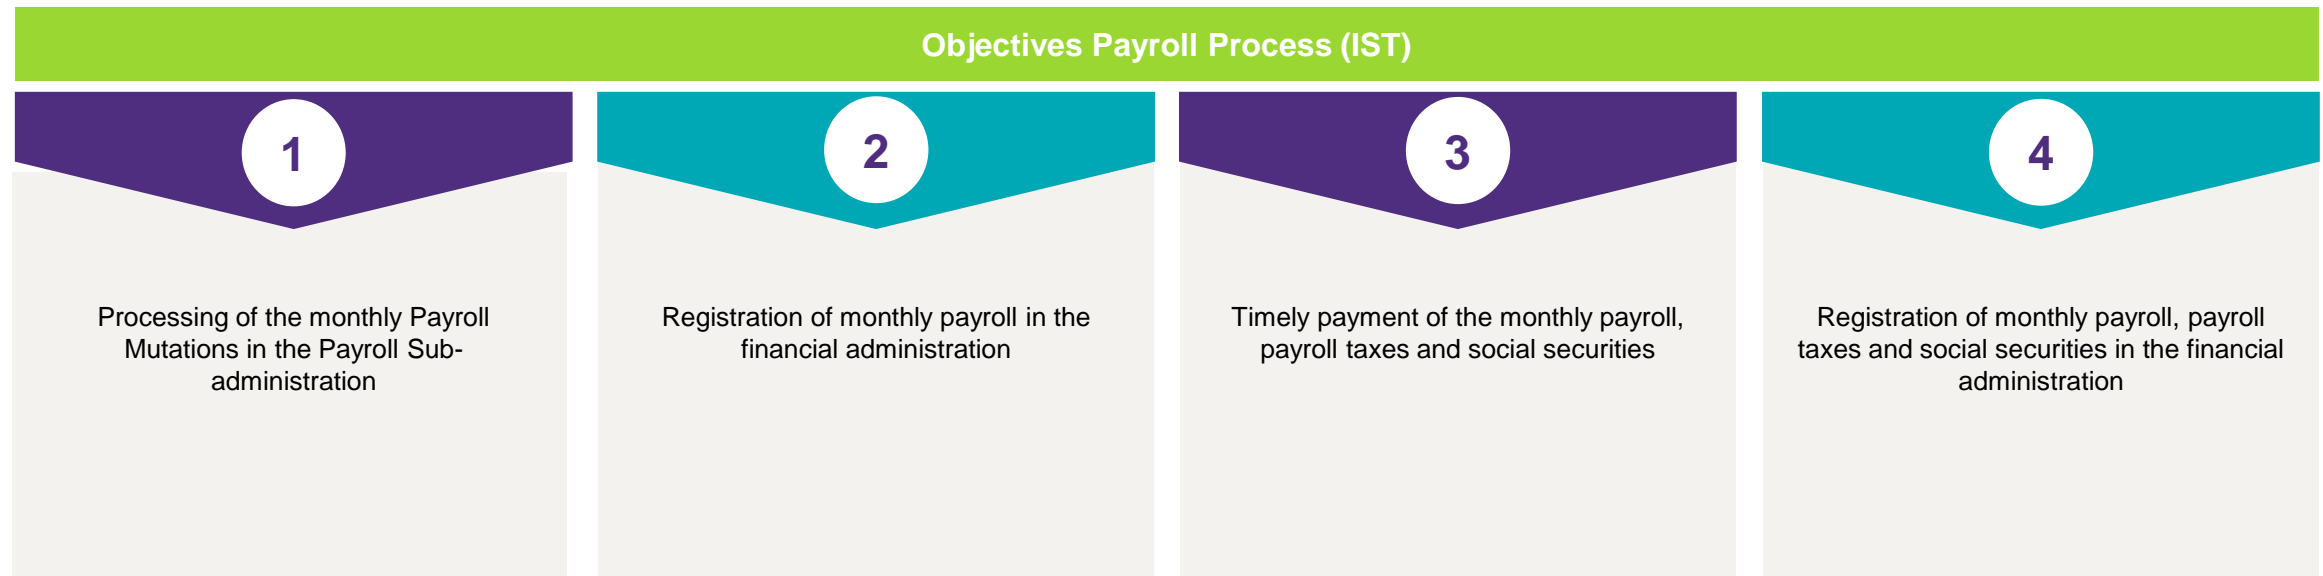 Objectives Payroll Process (IST)
1
Processing of the monthly Payroll
Mutations in the Payroll Sub-
administration
2
Registration of monthly payroll in the
financial administration
3
Timely payment of the monthly payroll,
payroll taxes and social securities
4
Registration of monthly payroll, payroll
taxes and social securities in the financial
administration